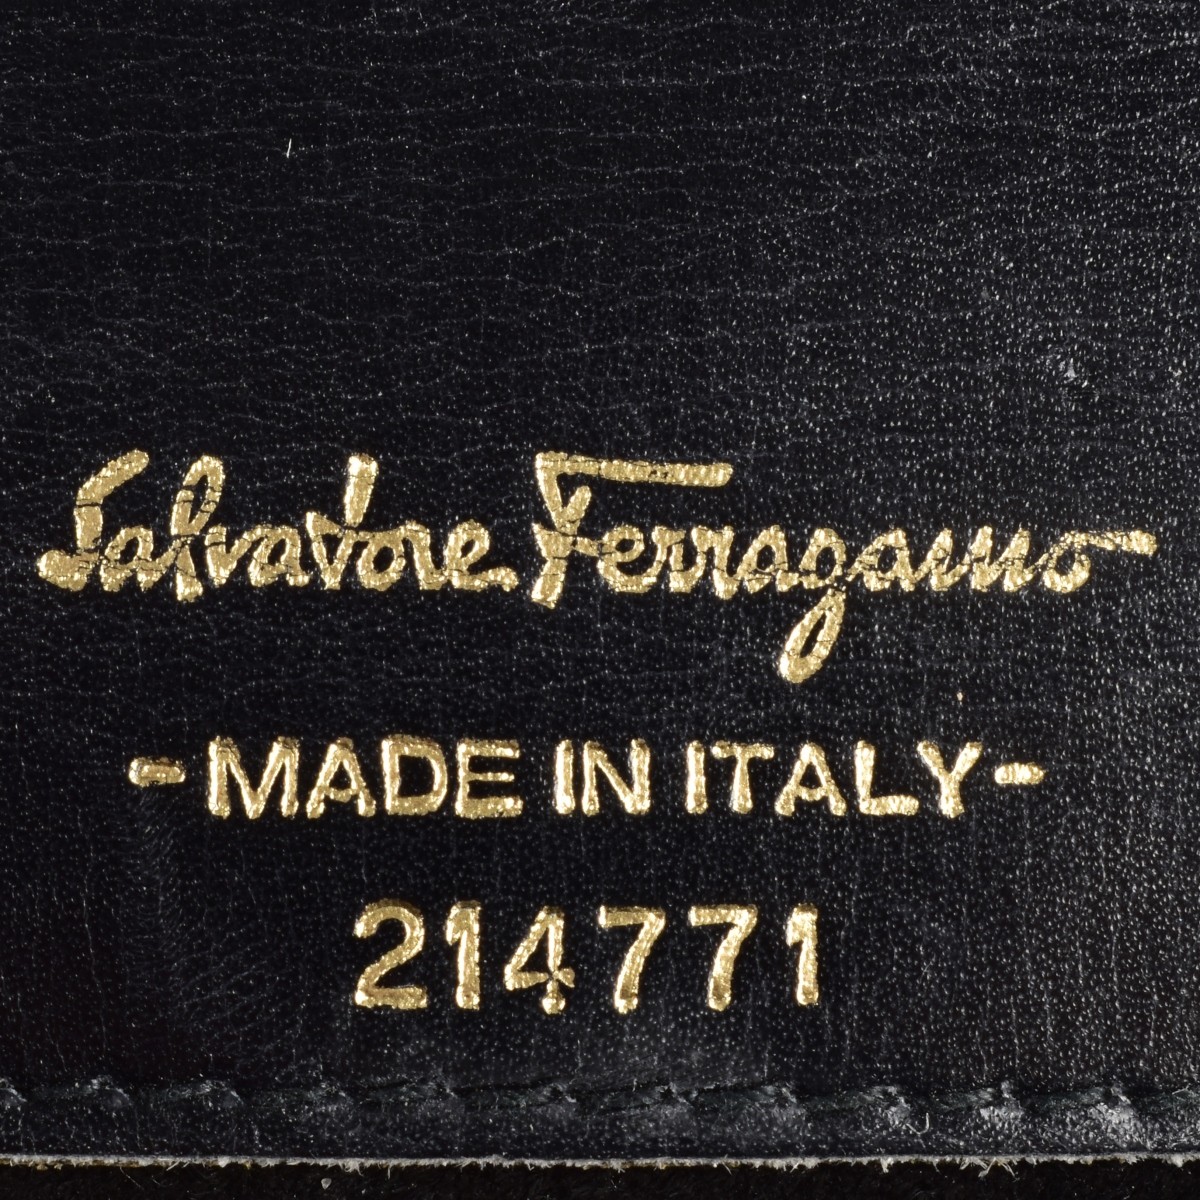 Salvatore Ferragamo
-MADE IN ITALY-
214771